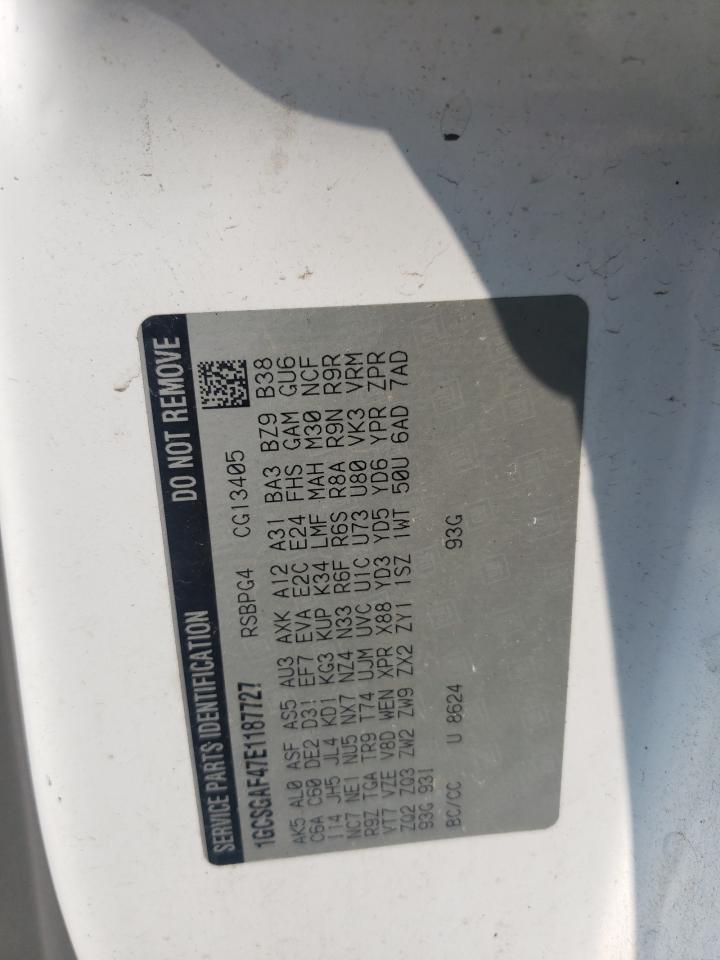 SERVICE PARTS IDENTIFICATION DO NOT REMOVE
1GCSGAF47E1187727 RSBPG4 CG13405
AK5 AL0 ASF AS5 AU3 AXK A12 A31 BA3 BZ9 B38
C6A C60 DE2 D31 EF7 EVA E2C E24 FHS GAM GU6
I14 JH5 JL4 KD1 KG3 KUP K34 LMF MAH M30 NCF
NC7 NE1 NU5 NX7 NZ4 N33 R6F R6S R8A R9N R9R
R9Z TGA TR9 T74 UJM UVC U1C U73 U80 VK3 VRM
VT7 VZE V8D WEN XPR X88 YD3 YD5 YD6 YPR ZPR
ZQ2 ZQ3 ZW2 ZW9 ZX2 ZY1 1SZ 1WT 50U 6AD 7AD
93G 93I 93G
BC/CC U 8624